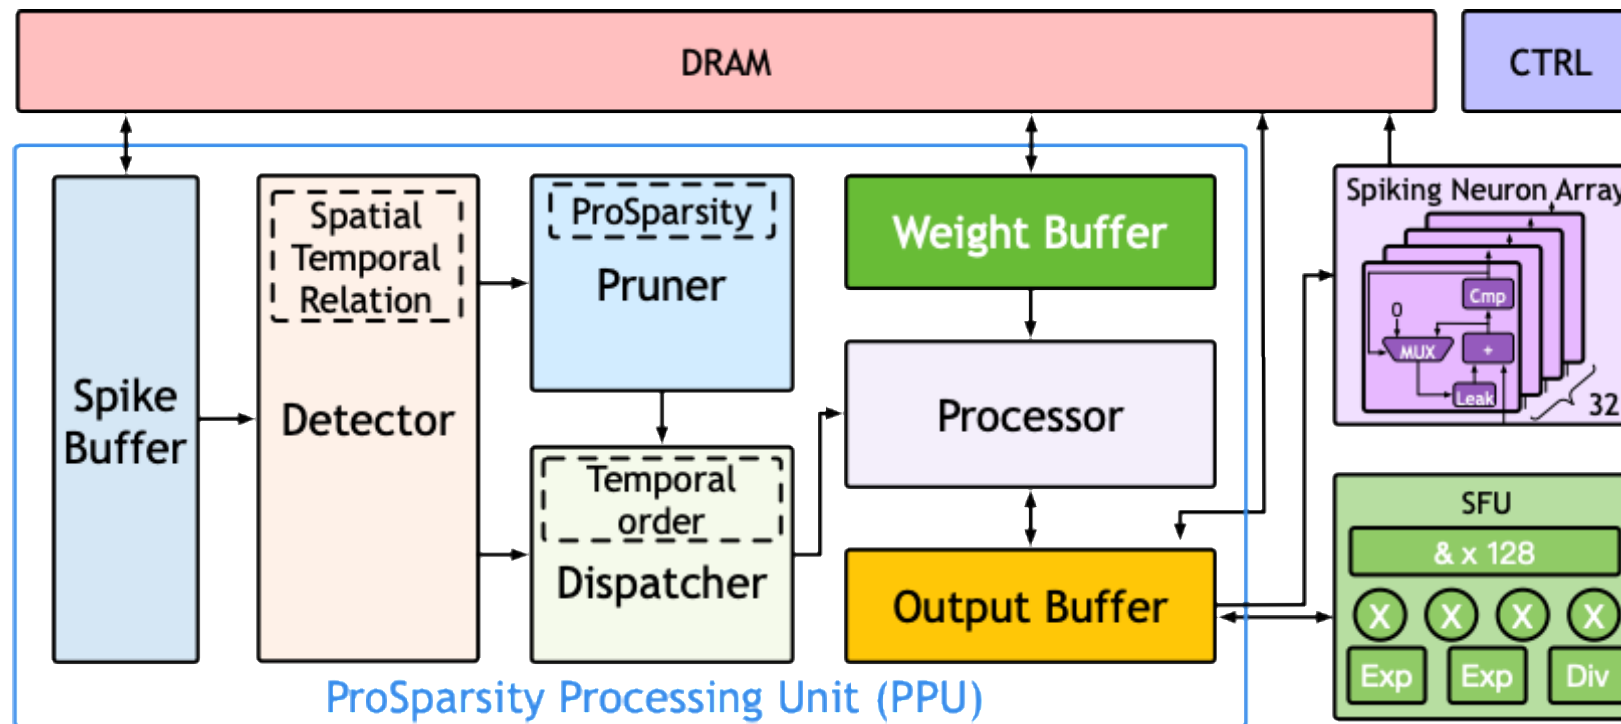 DRAM
CTRL
Spike
Buffer
Spatial
Temporal
Relation
Detector
ProSparsity
Pruner
Temporal
order
Dispatcher
Weight Buffer
Processor
Output Buffer
ProSparsity Processing Unit (PPU)
Spiking Neuron Array
Cmp
0
MUX
+
Leak
32
SFU
& x 128
X X X X
Exp Exp Div